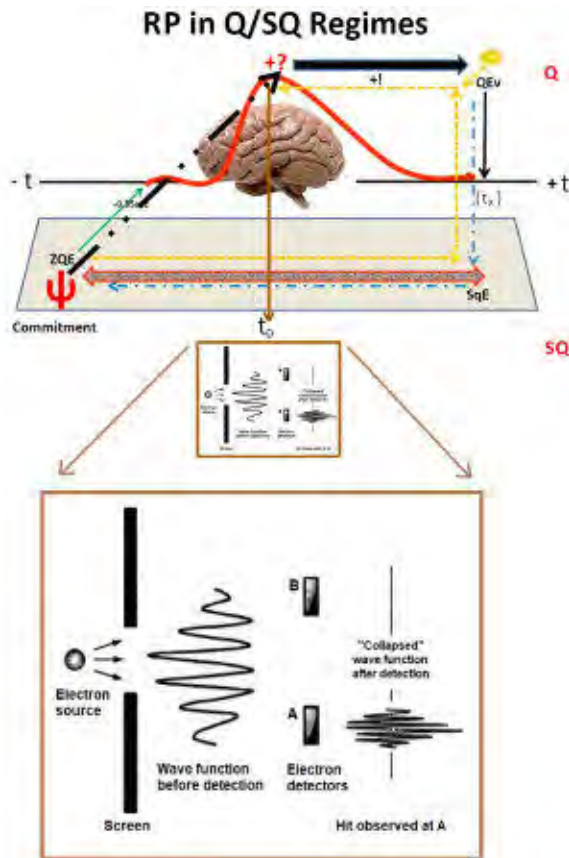 RP in Q/SQ Regimes
+?
+!
QEv
Q
- t
+ t
ZQE
SqE
Ψ
Commitment
t₀
SQ
B
"Collapsed"
wave function
after detection
Electron
source
A
Wave function
before detection
Electron
detectors
Screen
Hit observed at A